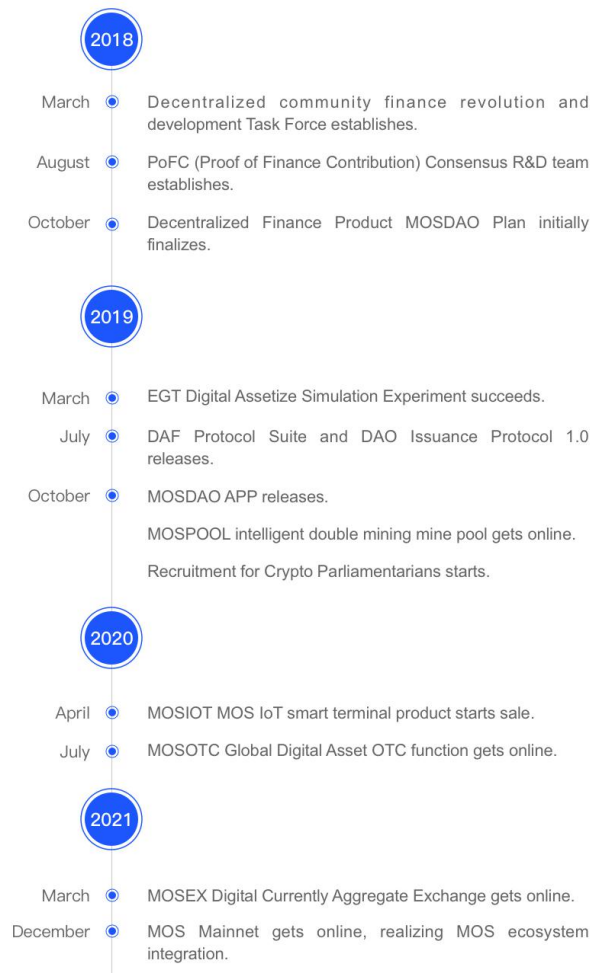 2018
March
Decentralized community finance revolution and
development Task Force establishes.
August
PoFC (Proof of Finance Contribution) Consensus R&D team
establishes.
October
Decentralized Finance Product MOSDAO Plan initially
finalizes.
2019
March
EGT Digital Assetize Simulation Experiment succeeds.
July
DAF Protocol Suite and DAO Issuance Protocol 1.0
releases.
October
MOSDAO APP releases.
MOSPOOL intelligent double mining mine pool gets online.
Recruitment for Crypto Parliamentarians starts.
2020
April
MOSIOT MOS IoT smart terminal product starts sale.
July
MOSOTC Global Digital Asset OTC function gets online.
2021
March
MOSEX Digital Currently Aggregate Exchange gets online.
December
MOS Mainnet gets online, realizing MOS ecosystem
integration.